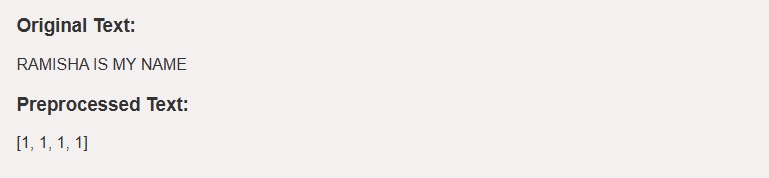 Original Text:
RAMISHA IS MY NAME
Preprocessed Text:
[1, 1, 1, 1]